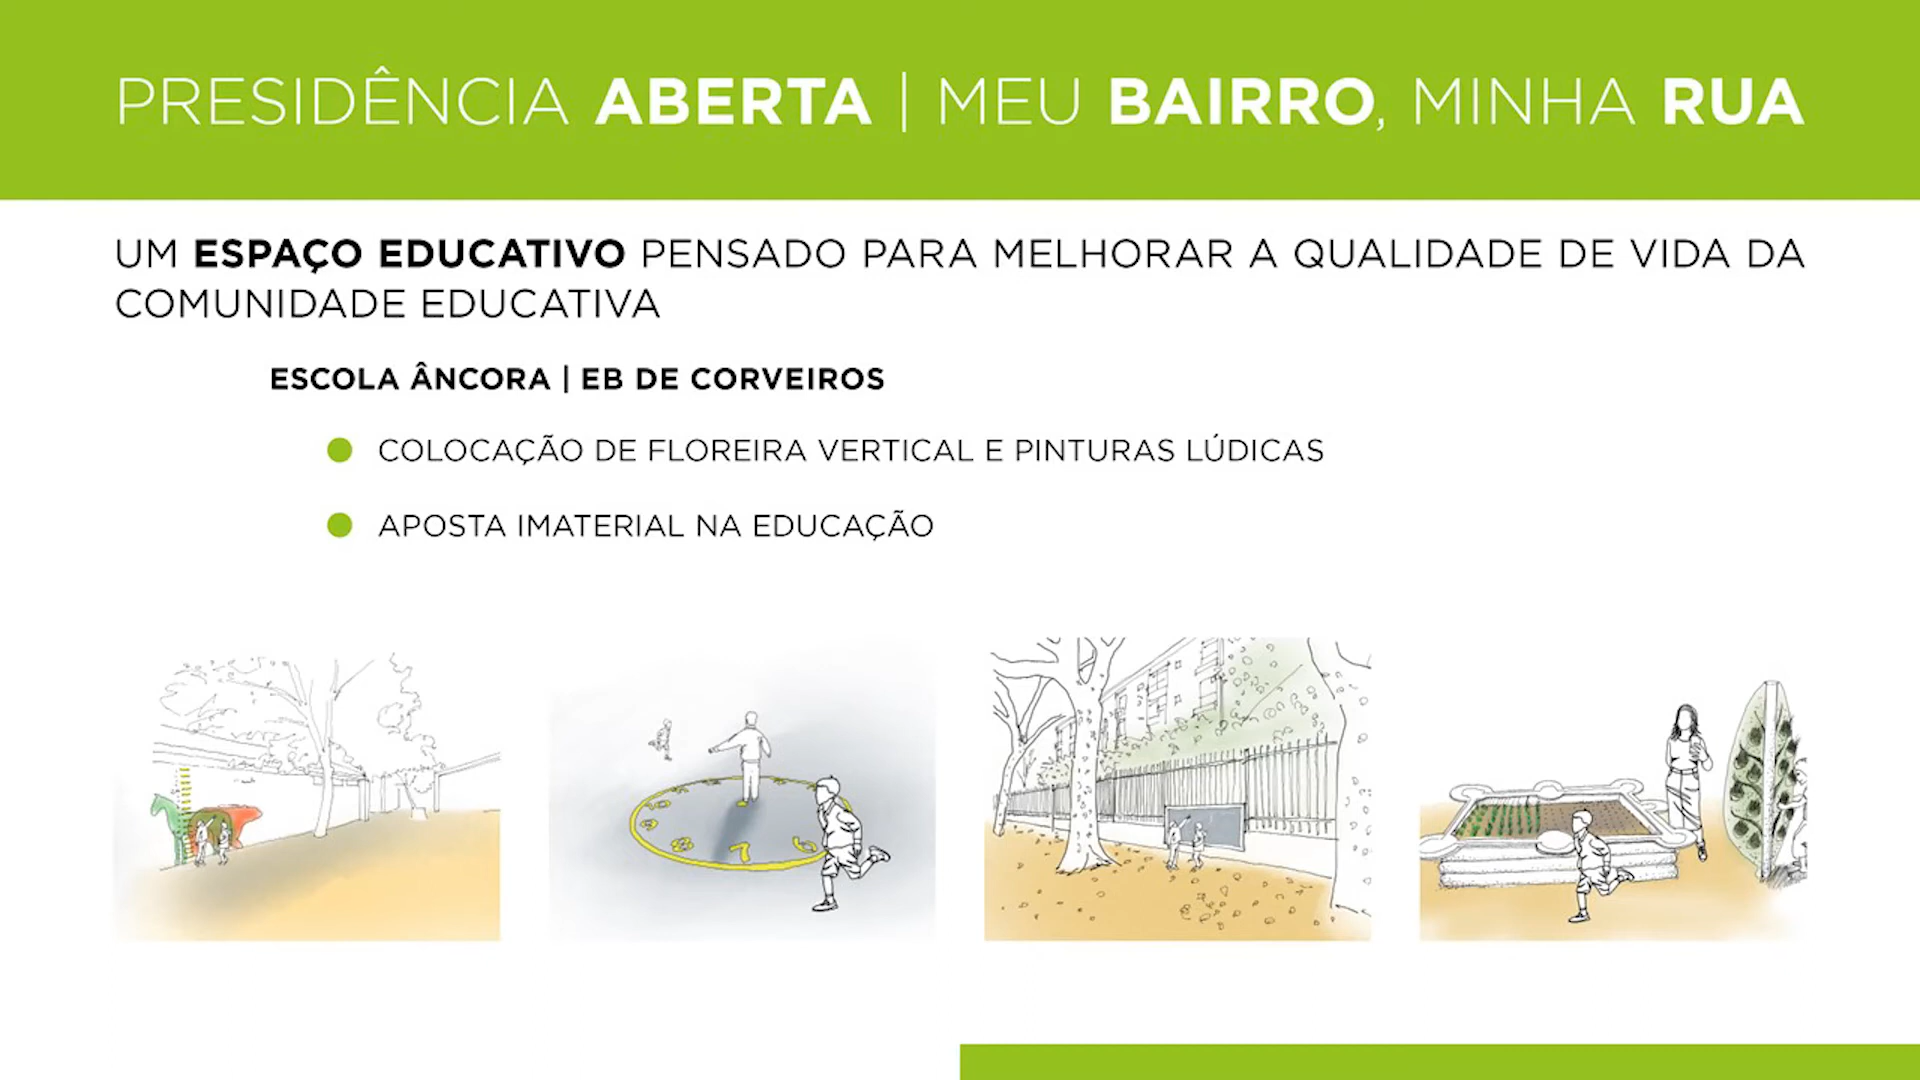 PRESIDÊNCIA ABERTA | MEU BAIRRO, MINHA RUA
UM ESPAÇO EDUCATIVO PENSADO PARA MELHORAR A QUALIDADE DE VIDA DA
COMUNIDADE EDUCATIVA
ESCOLA ÂNCORA | EB DE CORVEIROS
COLOCAÇÃO DE FLOREIRA VERTICAL E PINTURAS LÚDICAS
APOSTA IMATERIAL NA EDUCAÇÃO